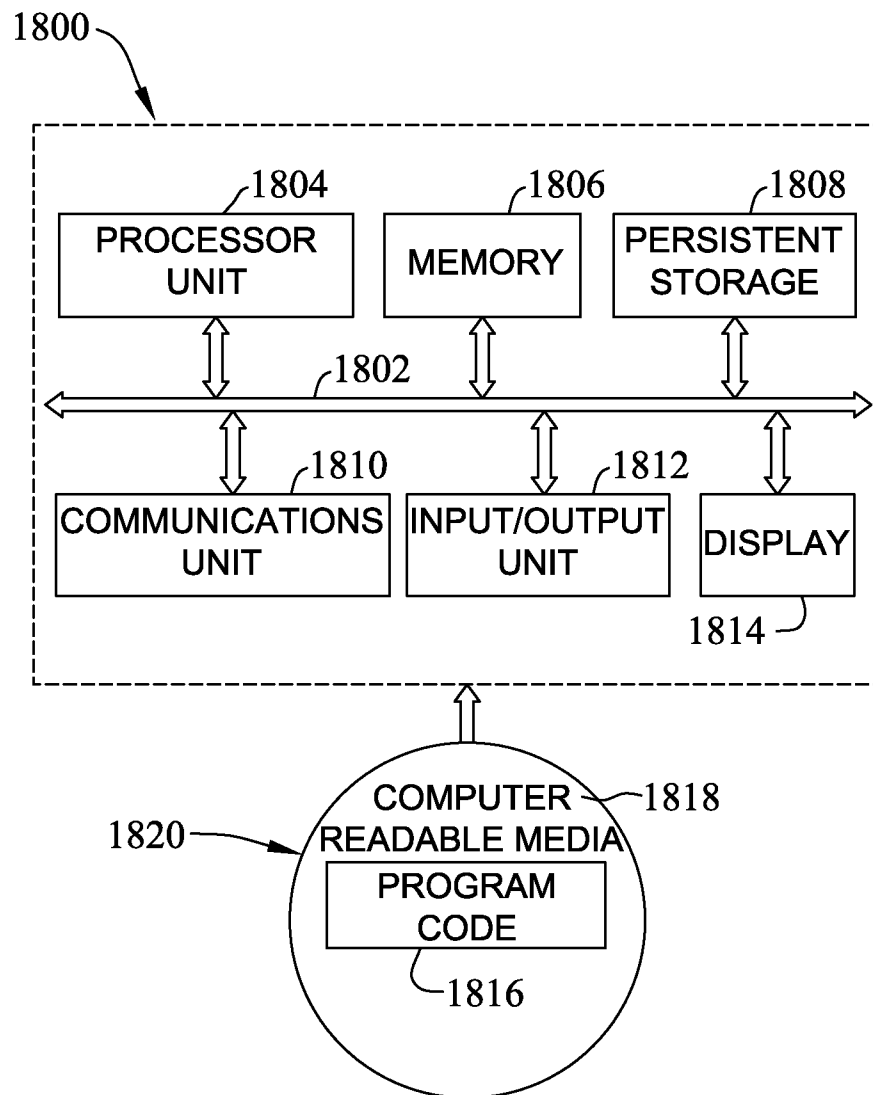 1800
1804
1806
1808
PROCESSOR
UNIT
MEMORY
PERSISTENT
STORAGE
1802
1810
1812
COMMUNICATIONS
UNIT
INPUT/OUTPUT
UNIT
DISPLAY
1814
COMPUTER
READABLE MEDIA
1818
1820
PROGRAM
CODE
1816